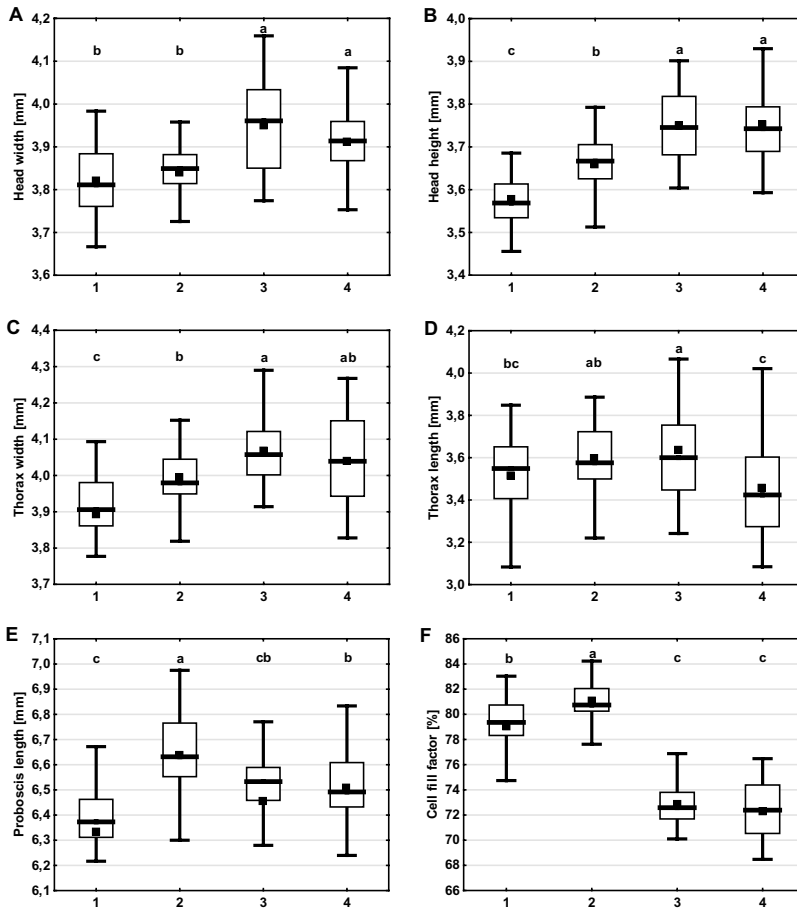 A
Head width [mm]
4,2
4,1
4,0
3,9
3,8
3,7
3,6
b b a a
1 2 3 4
B
Head height [mm]
4,0
3,9
3,8
3,7
3,6
3,5
3,4
c b a a
1 2 3 4
C
Thorax width [mm]
4,4
4,3
4,2
4,1
4,0
3,9
3,8
3,7
c b a ab
1 2 3 4
D
Thorax length [mm]
4,2
4,0
3,8
3,6
3,4
3,2
3,0
bc ab a c
1 2 3 4
E
Proboscis length [mm]
7,1
7,0
6,9
6,8
6,7
6,6
6,5
6,4
6,3
6,2
6,1
c a cb b
1 2 3 4
F
Cell fill factor [%]
86
84
82
80
78
76
74
72
70
68
66
b a c c
1 2 3 4